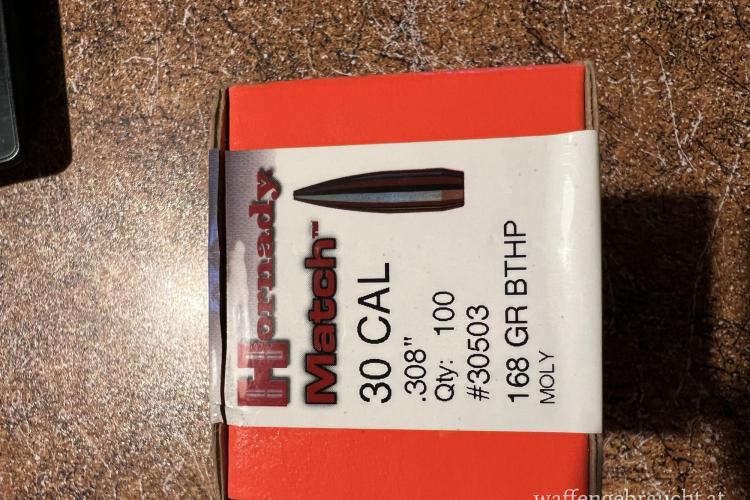 Hornady
Match™
30 CAL
.308"
Qty: 100
#30503
168 GR BTHP
MOLY
waffengebraucht.at